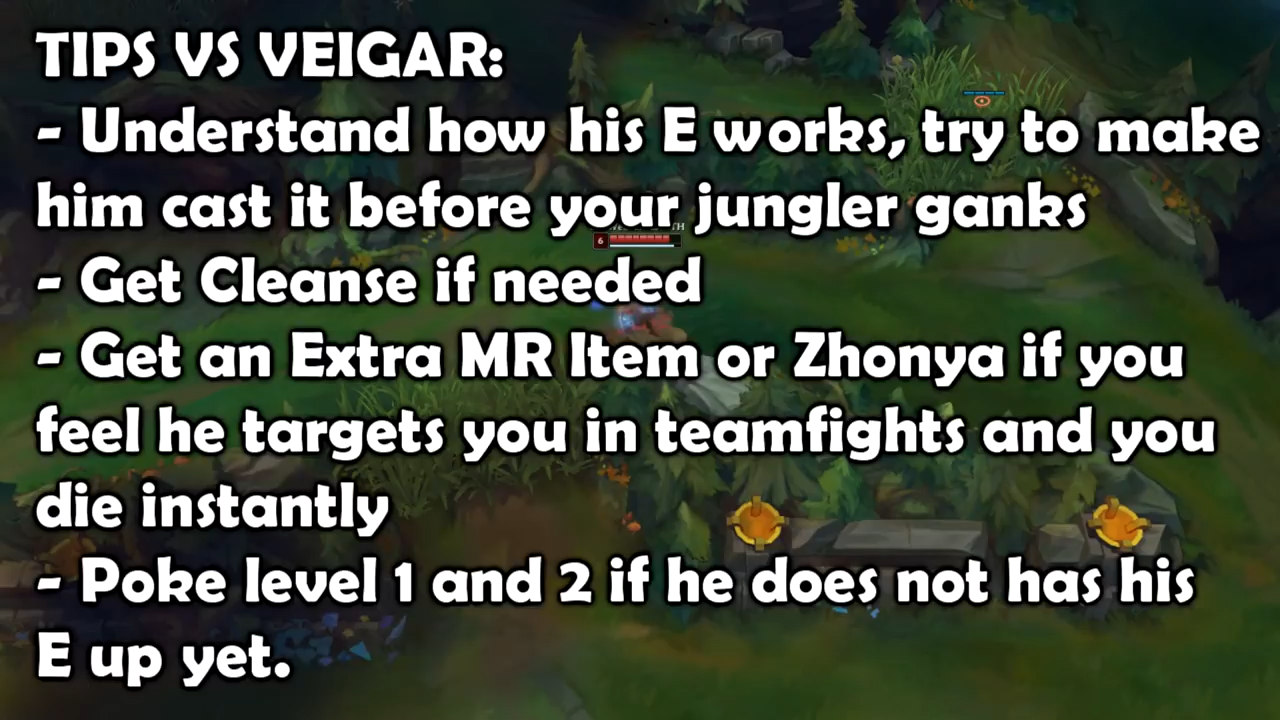 TIPS VS VEIGAR:
- Understand how his E works, try to make
him cast it before your jungler ganks
- Get Cleanse if needed
- Get an Extra MR Item or Zhonya if you
feel he targets you in teamfights and you
die instantly
- Poke level 1 and 2 if he does not has his
E up yet.
6